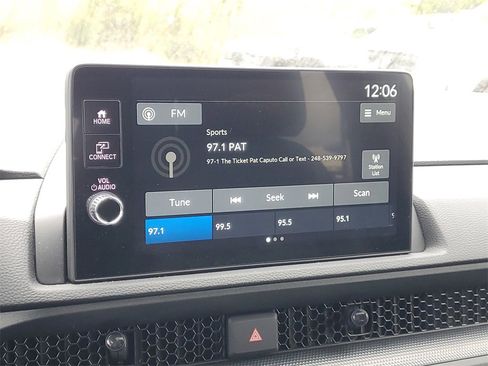 12:06
HOME
FM
Menu
Sports
97.1 PAT
CONNECT
97-1 The Ticket Pat Caputo Call or Text - 248-539-9797
Station
List
VOL
AUDIO
Tune
Seek
Scan
97.1
99.5
95.5
95.1